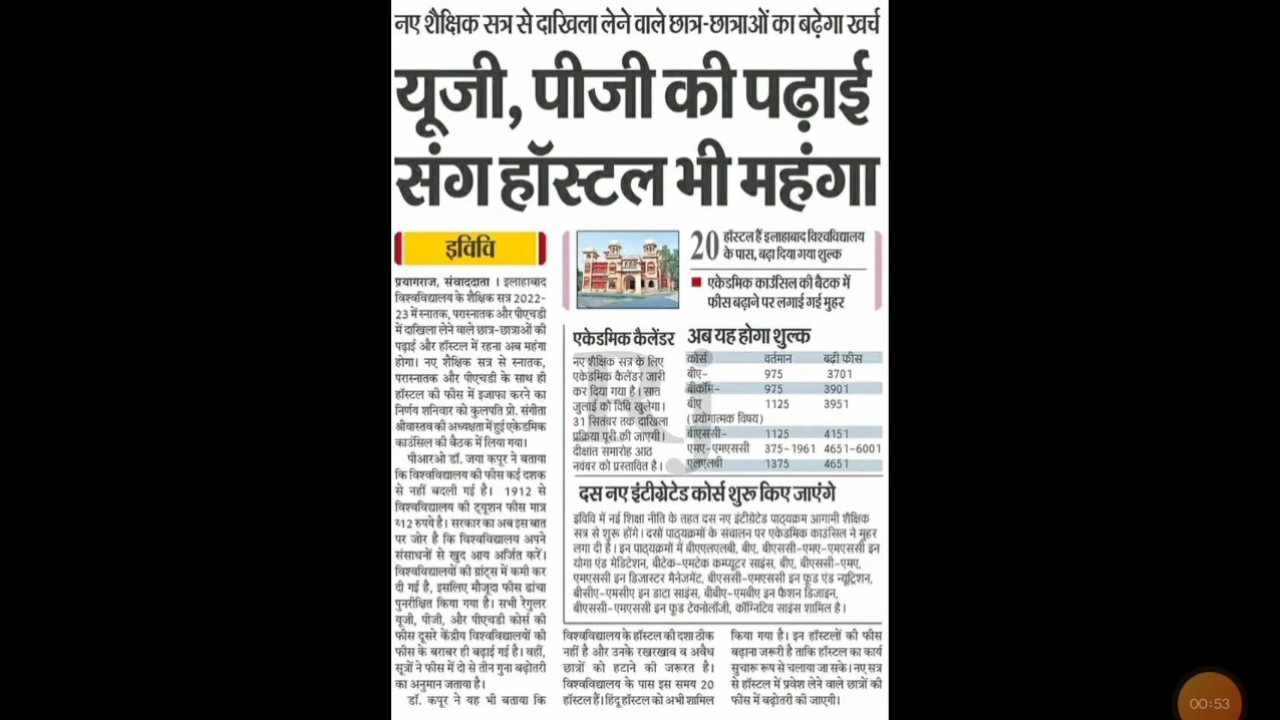 नए शैक्षिक सत्र से दाखिला लेने वाले छात्र-छात्राओं का बढ़ेगा खर्च
यूजी, पीजी की पढ़ाई
संग हॉस्टल भी महंगा
इविवि
प्रयागराज, संवाददाता । इलाहाबाद
विश्वविद्यालय के शैक्षिक सत्र 2022-
23 में स्नातक, परास्नातक और पीएचडी
में दाखिला लेने वाले छात्र-छात्राओं की
पढ़ाई और हॉस्टल में रहना अब महंगा
होगा। नए शैक्षिक सत्र से स्नातक,
परास्नातक और पीएचडी के साथ ही
हॉस्टल की फीस में इजाफा करने का
निर्णय शनिवार को कुलपति प्रो. संगीता
श्रीवास्तव की अध्यक्षता में हुई एकेडमिक
काउंसिल की बैठक में लिया गया।
पीआरओ डॉ. जया कपूर ने बताया
कि विश्वविद्यालय की फीस कई दशक
से नहीं बदली गई है। 1912 से
विश्वविद्यालय की ट्यूशन फीस मात्र
₹12 रुपये है। सरकार का अब इस बात
पर जोर है कि विश्वविद्यालय अपने
संसाधनों से खुद आय अर्जित करें।
विश्वविद्यालयों की ग्रांट्स में कमी कर
दी गई है, इसलिए मौजूदा फीस ढांचा
पुनरीक्षित किया गया है। सभी रेगुलर
यूजी, पीजी, और पीएचडी कोर्स की
फीस दूसरे केंद्रीय विश्वविद्यालयों की
फीस के बराबर ही बढ़ाई गई है। वहीं,
सूत्रों ने फीस में दो से तीन गुना बढ़ोतरी
का अनुमान जताया है।
डॉ. कपूर ने यह भी बताया कि
20 हॉस्टल हैं इलाहाबाद विश्वविद्यालय
के पास, बढ़ा दिया गया शुल्क
एकेडमिक काउंसिल की बैठक में
फीस बढ़ाने पर लगाई गई मुहर
एकेडमिक कैलेंडर
नए शैक्षिक सत्र के लिए
एकेडमिक कैलेंडर जारी
कर दिया गया है। सात
जुलाई को विवि खुलेगा।
31 सितंबर तक दाखिला
प्रक्रिया पूरी की जाएगी।
दीक्षांत समारोह आठ
नवंबर को प्रस्तावित है।
अब यह होगा शुल्क
कोर्स वर्तमान बढ़ी फीस
बीए- 975 3701
बीकॉम- 975 3901
बीए 1125 3951
(प्रयोगात्मक विषय)
बीएससी- 1125 4151
एमए-एमएससी 375-1961 4651-6001
एलएलबी 1375 4651
दस नए इंटीग्रेटेड कोर्स शुरू किए जाएंगे
इविवि में नई शिक्षा नीति के तहत दस नए इंटीग्रेटेड पाठ्यक्रम आगामी शैक्षिक
सत्र से शुरू होंगे। दसों पाठ्यक्रमों के संचालन पर एकेडमिक काउंसिल ने मुहर
लगा दी है। इन पाठ्यक्रमों में बीएएलएलबी, बीए, बीएससी-एमए-एमएससी इन
योगा एंड मेडिटेशन, बीटेक-एमटेक कम्प्यूटर साइंस, बीए, बीएससी-एमए,
एमएससी इन डिजास्टर मैनेजमेंट, बीएससी-एमएससी इन फूड एंड न्यूट्रिशन,
बीसीए-एमसीए इन डाटा साइंस, बीबीए-एमबीए इन फैशन डिजाइन,
बीएससी-एमएससी इन फूड टेक्नोलॉजी, कॉग्निटिव साइंस शामिल है।
विश्वविद्यालय के हॉस्टल की दशा ठीक
नहीं है और उनके रखरखाव व अवैध
छात्रों को हटाने की जरूरत है।
विश्वविद्यालय के पास इस समय 20
हॉस्टल हैं। हिंदू हॉस्टल को अभी शामिल
किया गया है। इन हॉस्टलों की फीस
बढ़ाना जरूरी है ताकि हॉस्टल का कार्य
सुचारू रूप से चलाया जा सके। नए सत्र
से हॉस्टल में प्रवेश लेने वाले छात्रों की
फीस में बढ़ोतरी की जाएगी।
00:53